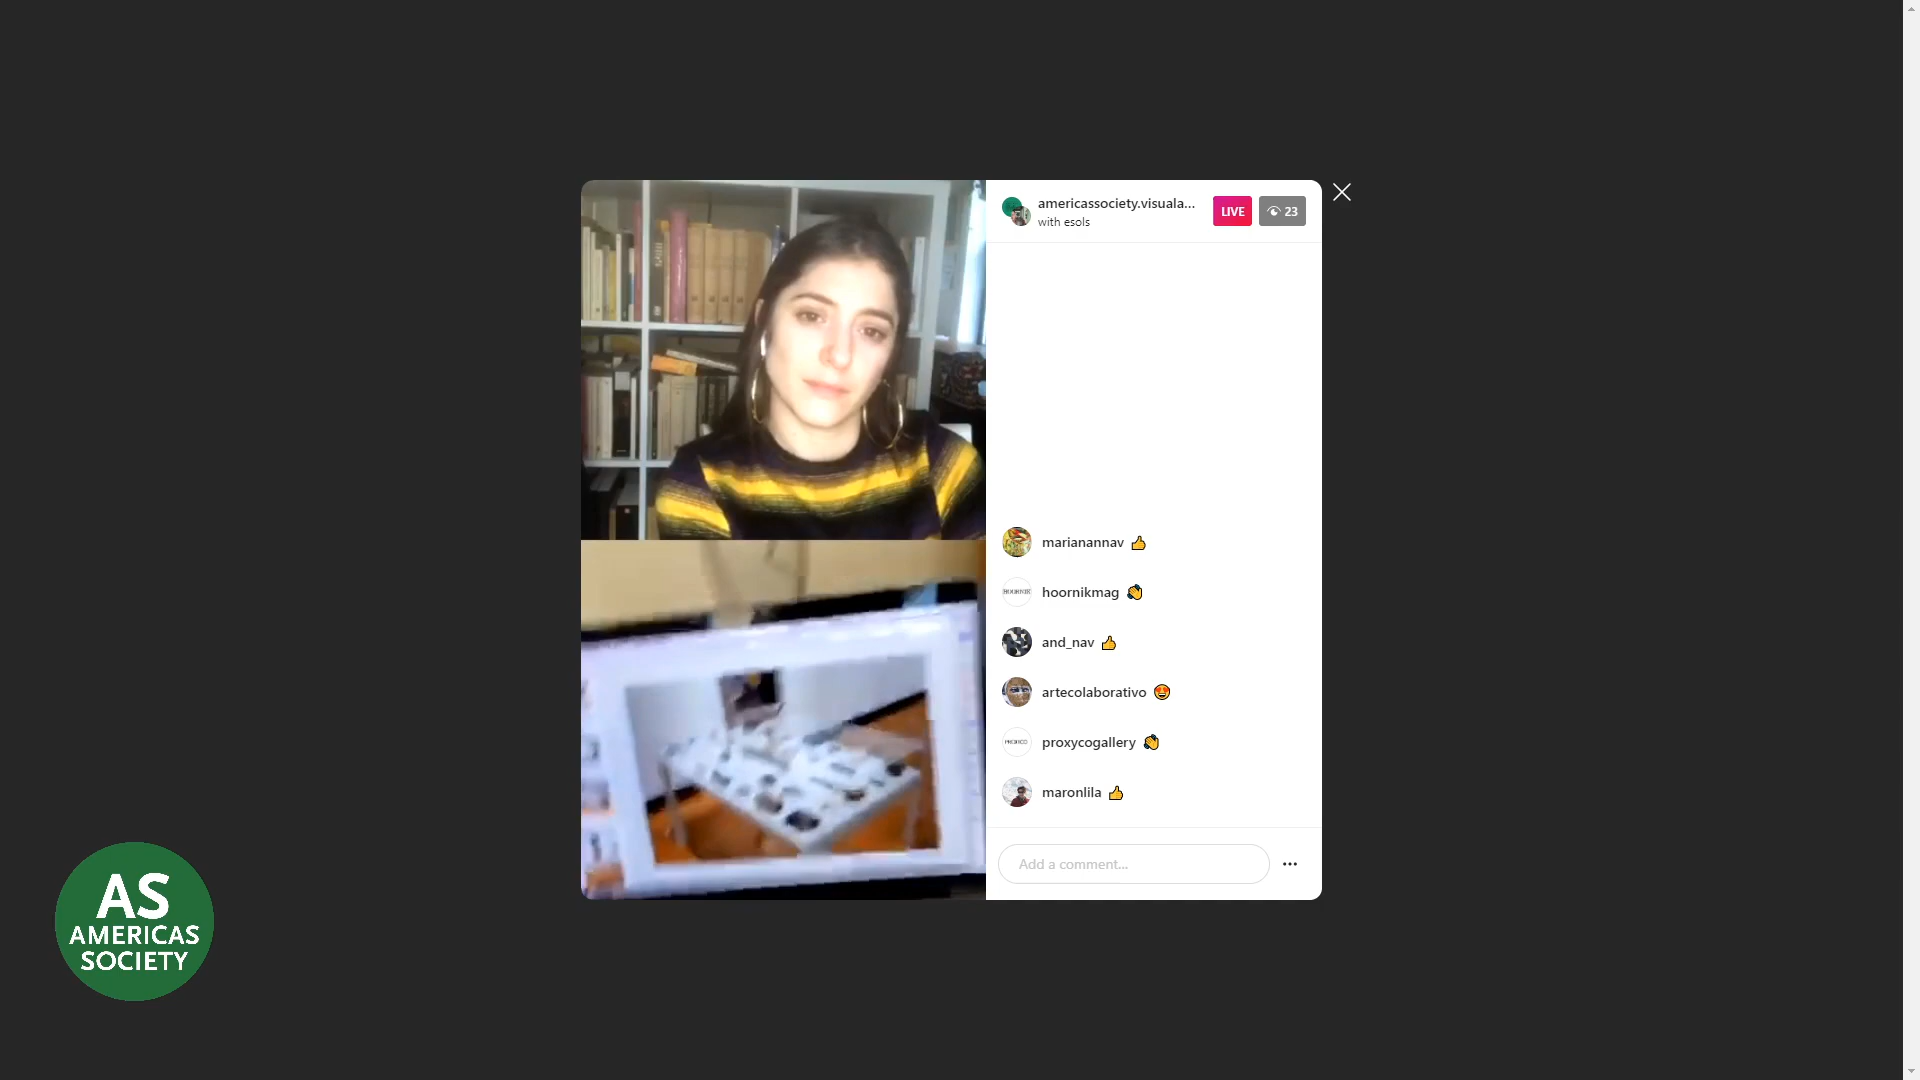 americassociety.visuala...
with esols
LIVE
23
marianannav
hoornikmag
and_nav
artecolaborativo
proxycogallery
maronlila
Add a comment...
AS
AMERICAS
SOCIETY